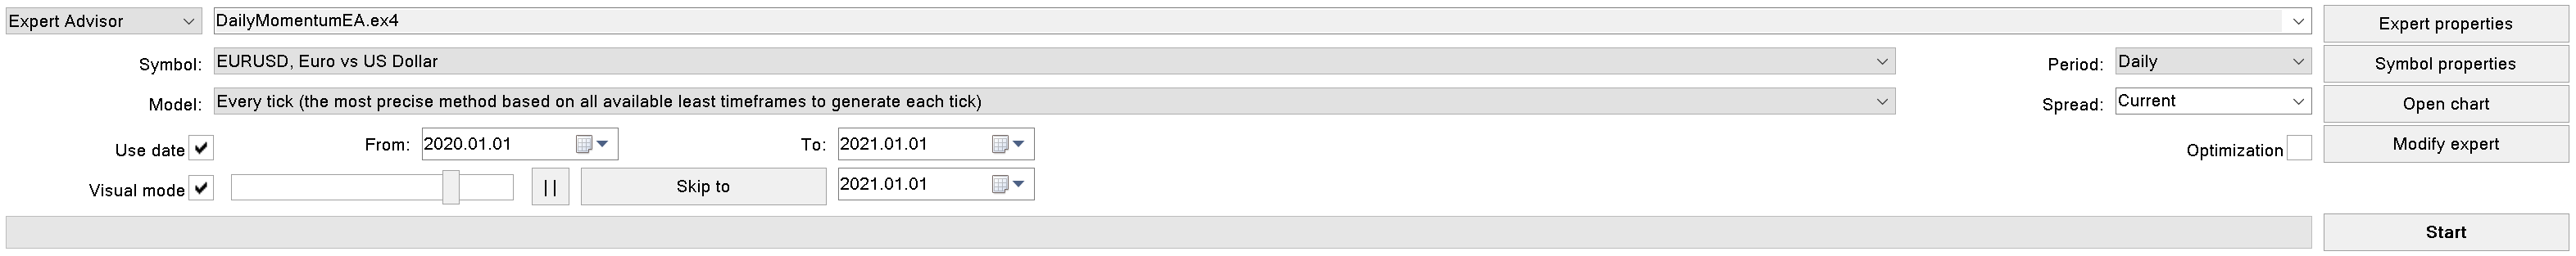 Expert Advisor DailyMomentumEA.ex4 Expert properties
Symbol: EURUSD, Euro vs US Dollar Period: Daily Symbol properties
Model: Every tick (the most precise method based on all available least timeframes to generate each tick) Spread: Current Open chart
Use date From: 2020.01.01 To: 2021.01.01 Optimization Modify expert
Visual mode || Skip to 2021.01.01
Start